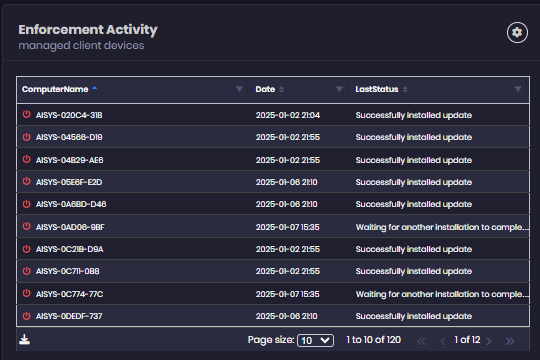 Enforcement Activity
managed client devices
ComputerName Date LastStatus
AISYS-020C4-31B 2025-01-02 21:04 Successfully installed update
AISYS-04566-D19 2025-01-02 21:55 Successfully installed update
AISYS-04B29-AE6 2025-01-02 21:55 Successfully installed update
AISYS-05E6F-E2D 2025-01-06 21:10 Successfully installed update
AISYS-0A6BD-D46 2025-01-06 21:10 Successfully installed update
AISYS-0AD06-9BF 2025-01-07 15:35 Waiting for another installation to comple...
AISYS-0C21B-D9A 2025-01-02 21:55 Successfully installed update
AISYS-0C711-0B8 2025-01-02 21:55 Successfully installed update
AISYS-0C774-77C 2025-01-07 15:35 Waiting for another installation to comple...
AISYS-0DEDF-737 2025-01-06 21:10 Successfully installed update
Page size: 10 1 to 10 of 120 1 of 12